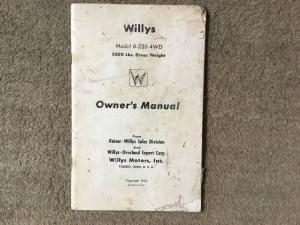 Willys
Model 6-226 4WD
5500 Lbs. Gross Weight
W
Owner's Manual
From
Kaiser-Willys Sales Division
And
Willys-Overland Export Corp.
Willys Motors, Inc.
TOLEDO, OHIO, U. S. A.
Copyright 1954